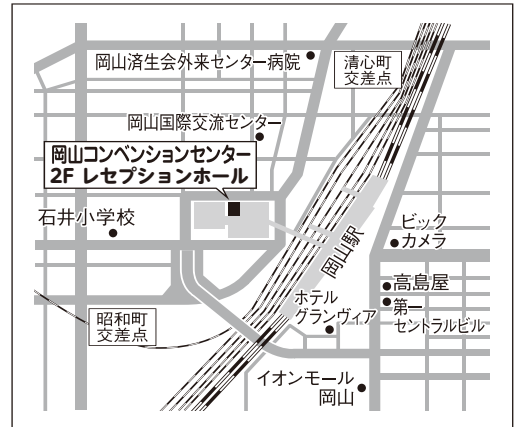 岡山済生会外来センター病院
清心町
交差点
岡山国際交流センター
岡山コンベンションセンター
2F レセプションホール
石井小学校
ビック
カメラ
岡山駅
高島屋
ホテル
グランヴィア
第一
セントラルビル
昭和町
交差点
イオンモール
岡山